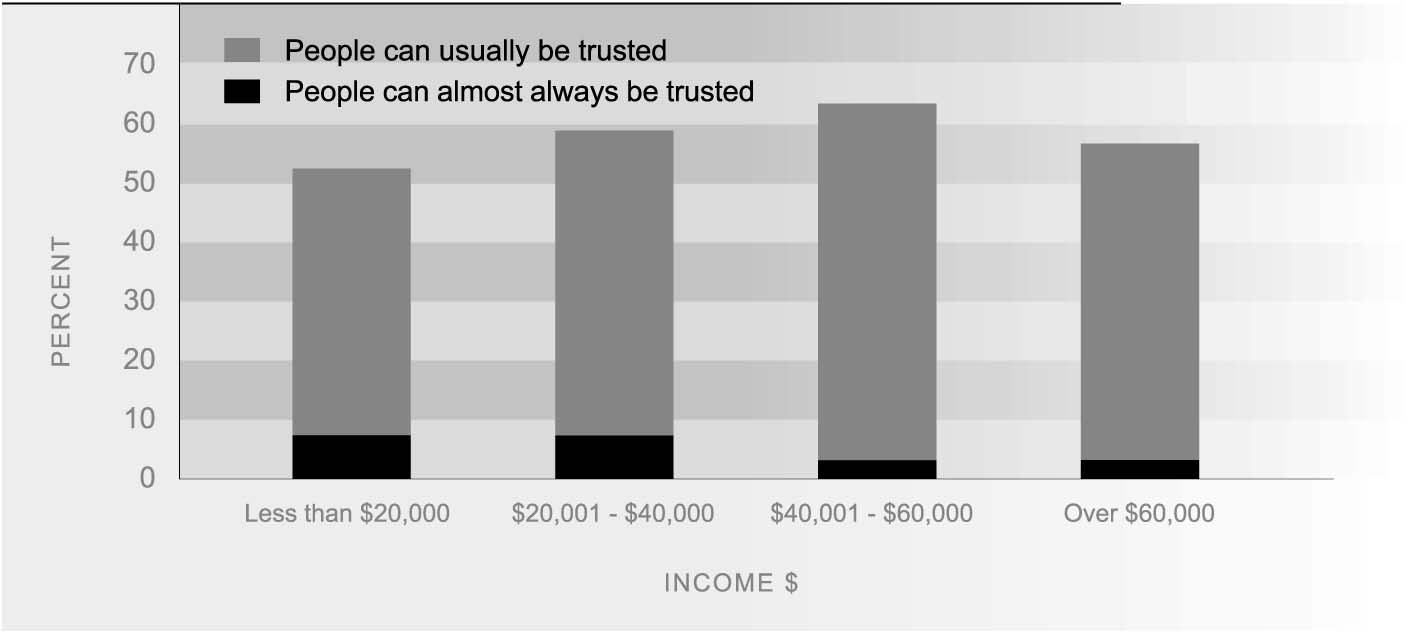 People can usually be trusted
People can almost always be trusted
70
60
50
40
30
20
10
0
PERCENT
Less than $20,000
$20,001 - $40,000
$40,001 - $60,000
Over $60,000
INCOME $